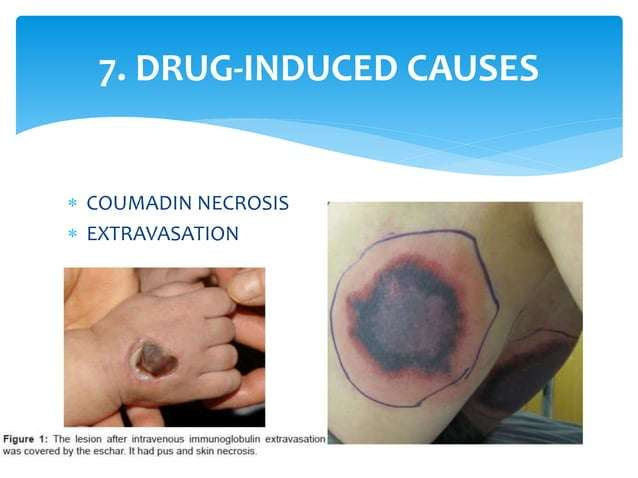 7. DRUG-INDUCED CAUSES
COUMADIN NECROSIS
EXTRAVASATION
Figure 1: The lesion after intravenous immunoglobulin extravasation
was covered by the eschar. It had pus and skin necrosis.